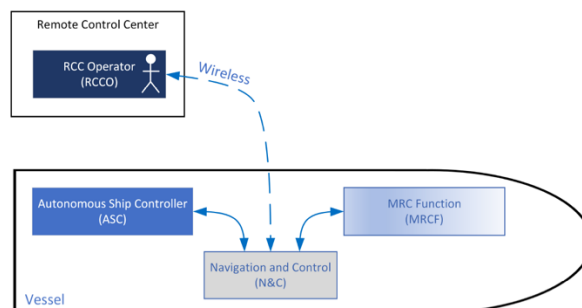 Remote Control Center
RCC Operator
(RCCO)
Wireless
Autonomous Ship Controller
(ASC)
MRC Function
(MRCF)
Navigation and Control
(N&C)
Vessel